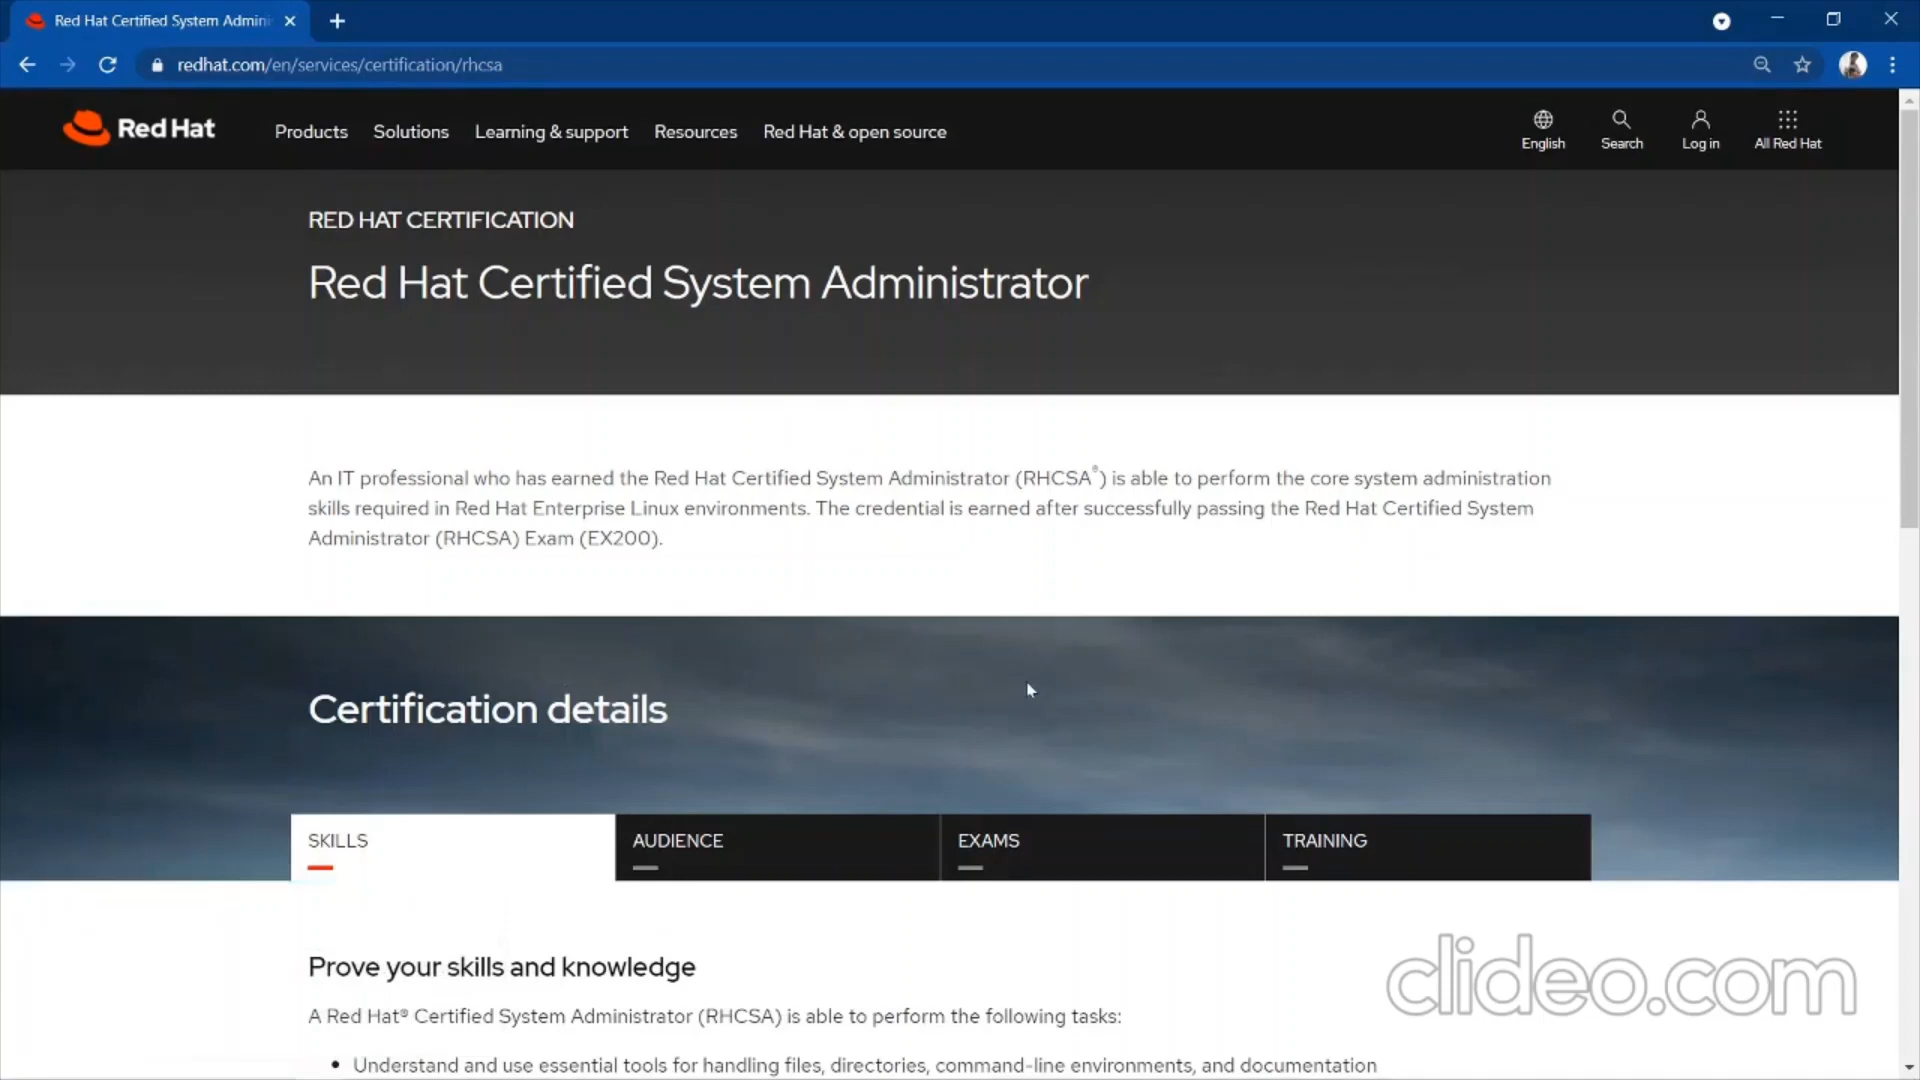 Red Hat Certified System Admini
redhat.com/en/services/certification/rhcsa
Red Hat
Products Solutions Learning & support Resources Red Hat & open source
English Search Log in All Red Hat
RED HAT CERTIFICATION
Red Hat Certified System Administrator
An IT professional who has earned the Red Hat Certified System Administrator (RHCSA®) is able to perform the core system administration
skills required in Red Hat Enterprise Linux environments. The credential is earned after successfully passing the Red Hat Certified System
Administrator (RHCSA) Exam (EX200).
Certification details
SKILLS AUDIENCE EXAMS TRAINING
Prove your skills and knowledge
A Red Hat® Certified System Administrator (RHCSA) is able to perform the following tasks:
• Understand and use essential tools for handling files, directories, command-line environments, and documentation
clideo.com